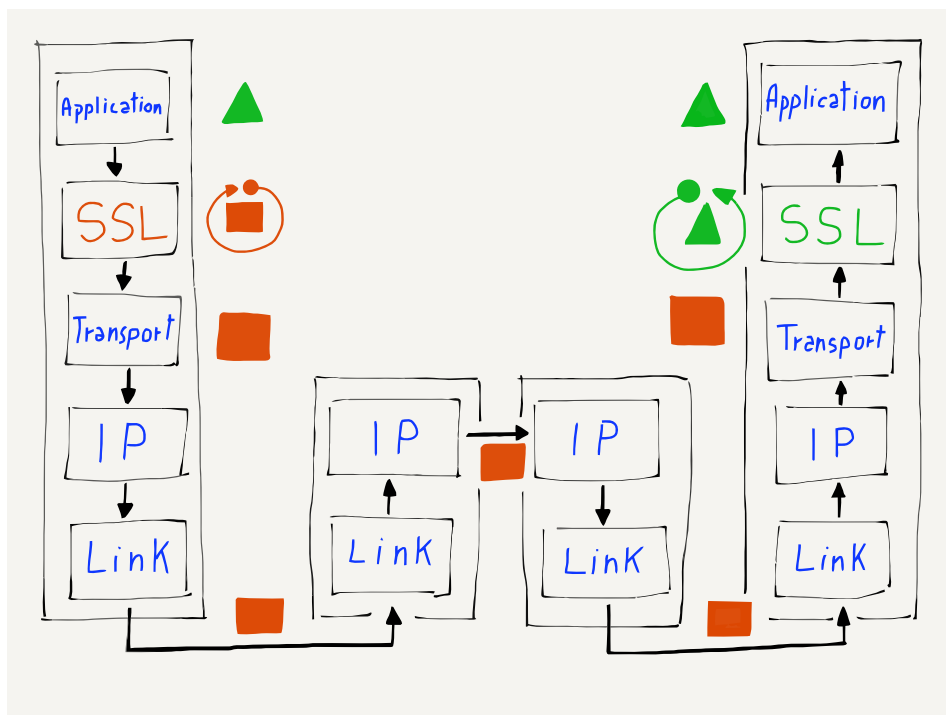 Application
SSL
Transport
IP
Link
IP
Link
IP
Link
Application
SSL
Transport
IP
Link